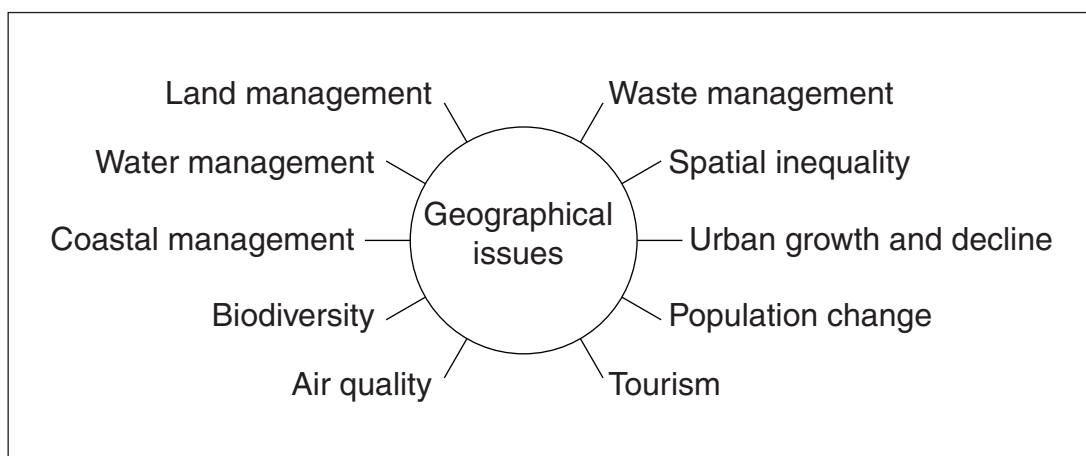 Land management
Waste management
Water management
Spatial inequality
Geographical
issues
Coastal management
Urban growth and decline
Biodiversity
Population change
Air quality
Tourism